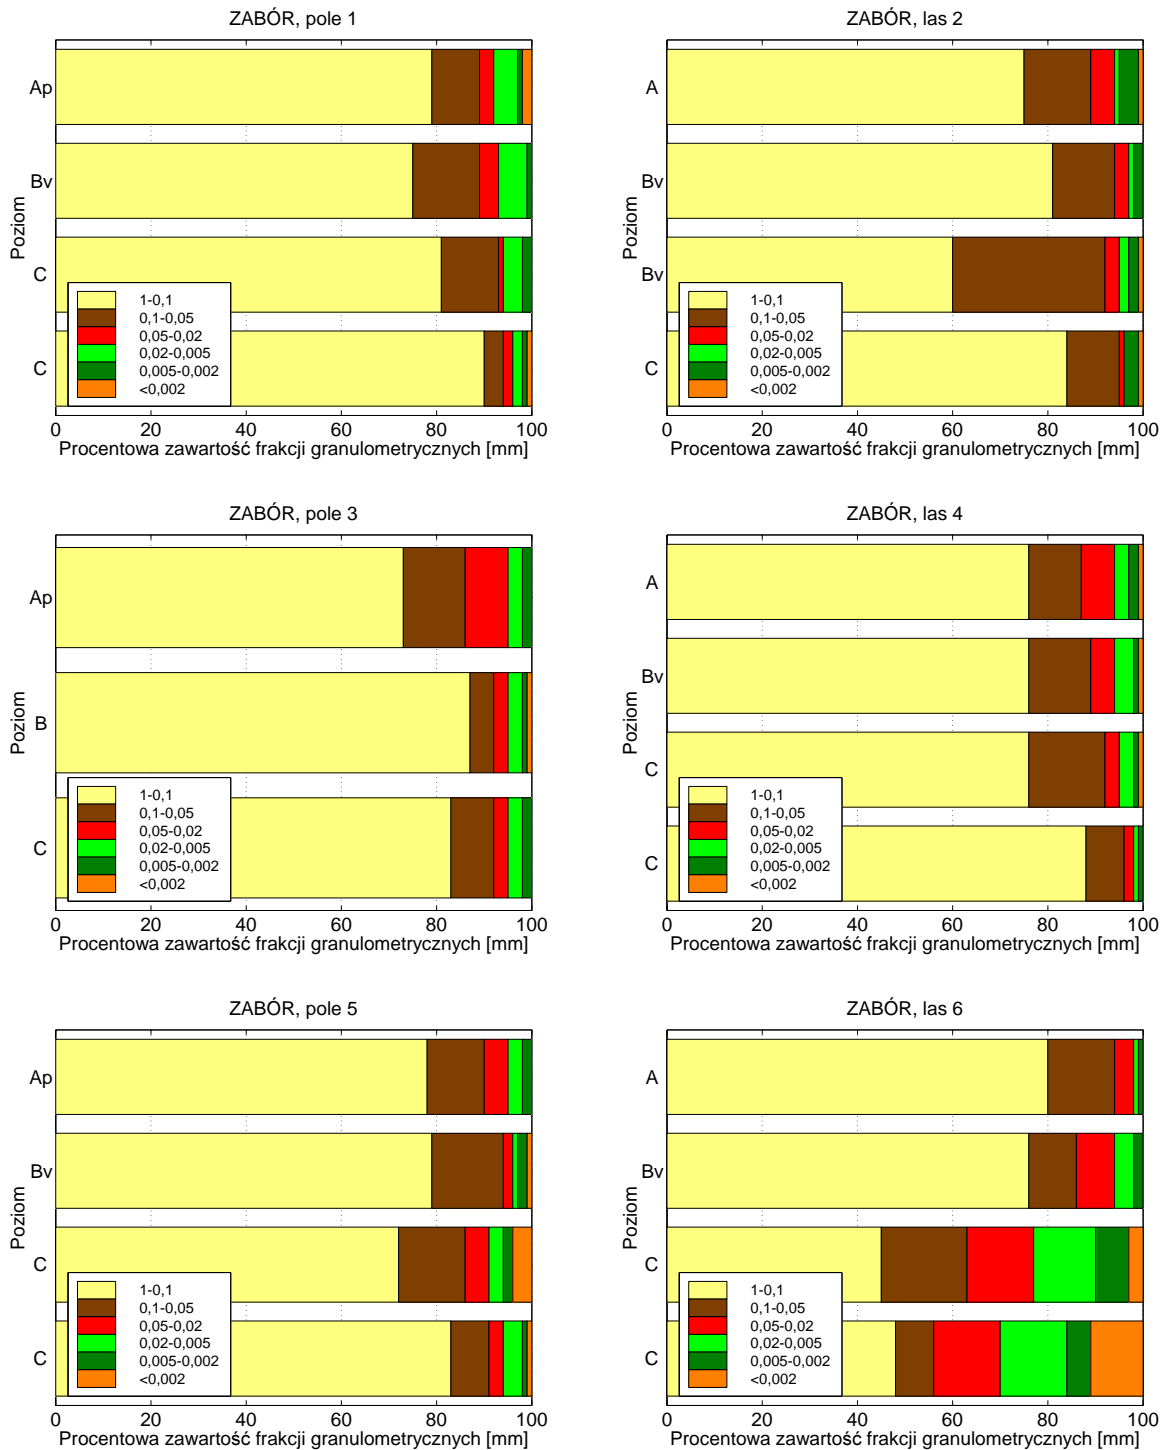 ZABÓR, pole 1
Ap
Bv
C
C
Poziom
1-0,1
0,1-0,05
0,05-0,02
0,02-0,005
0,005-0,002
<0,002
0 20 40 60 80 100
Procentowa zawartość frakcji granulometrycznych [mm]
ZABÓR, las 2
A
Bv
Bv
C
Poziom
1-0,1
0,1-0,05
0,05-0,02
0,02-0,005
0,005-0,002
<0,002
0 20 40 60 80 100
Procentowa zawartość frakcji granulometrycznych [mm]
ZABÓR, pole 3
Ap
B
C
Poziom
1-0,1
0,1-0,05
0,05-0,02
0,02-0,005
0,005-0,002
<0,002
0 20 40 60 80 100
Procentowa zawartość frakcji granulometrycznych [mm]
ZABÓR, las 4
A
Bv
C
C
Poziom
1-0,1
0,1-0,05
0,05-0,02
0,02-0,005
0,005-0,002
<0,002
0 20 40 60 80 100
Procentowa zawartość frakcji granulometrycznych [mm]
ZABÓR, pole 5
Ap
Bv
C
C
Poziom
1-0,1
0,1-0,05
0,05-0,02
0,02-0,005
0,005-0,002
<0,002
0 20 40 60 80 100
Procentowa zawartość frakcji granulometrycznych [mm]
ZABÓR, las 6
A
Bv
C
C
Poziom
1-0,1
0,1-0,05
0,05-0,02
0,02-0,005
0,005-0,002
<0,002
0 20 40 60 80 100
Procentowa zawartość frakcji granulometrycznych [mm]